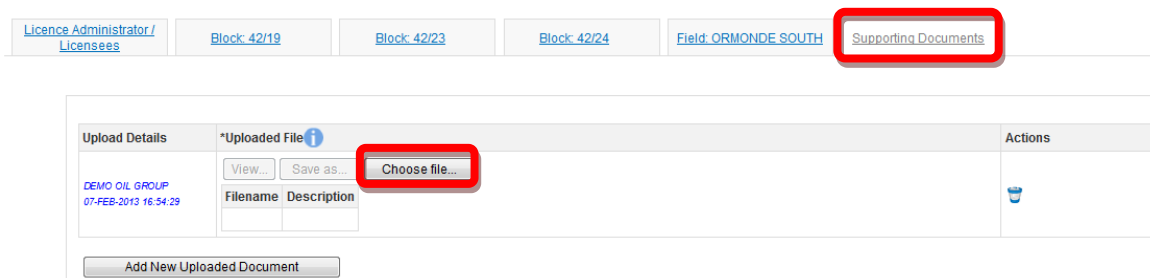 Licence Administrator /
Licensees
Block: 42/19
Block: 42/23
Block: 42/24
Field: ORMONDE SOUTH
Supporting Documents
Upload Details
*Uploaded File
Actions
DEMO OIL GROUP
07-FEB-2013 16:54:29
View...
Save as...
Choose file...
Filename
Description
Add New Uploaded Document